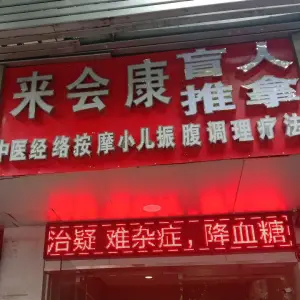 来会康盲人推拿
中医经络按摩小儿振腹调理疗法
治疑 难杂症，降血糖